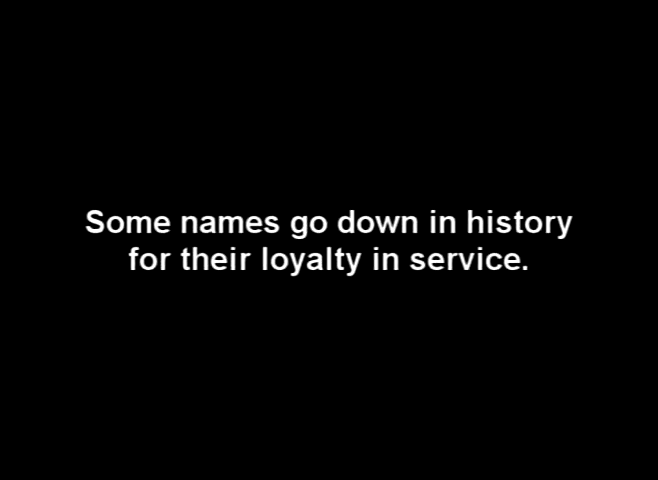 Some names go down in history
for their loyalty in service.